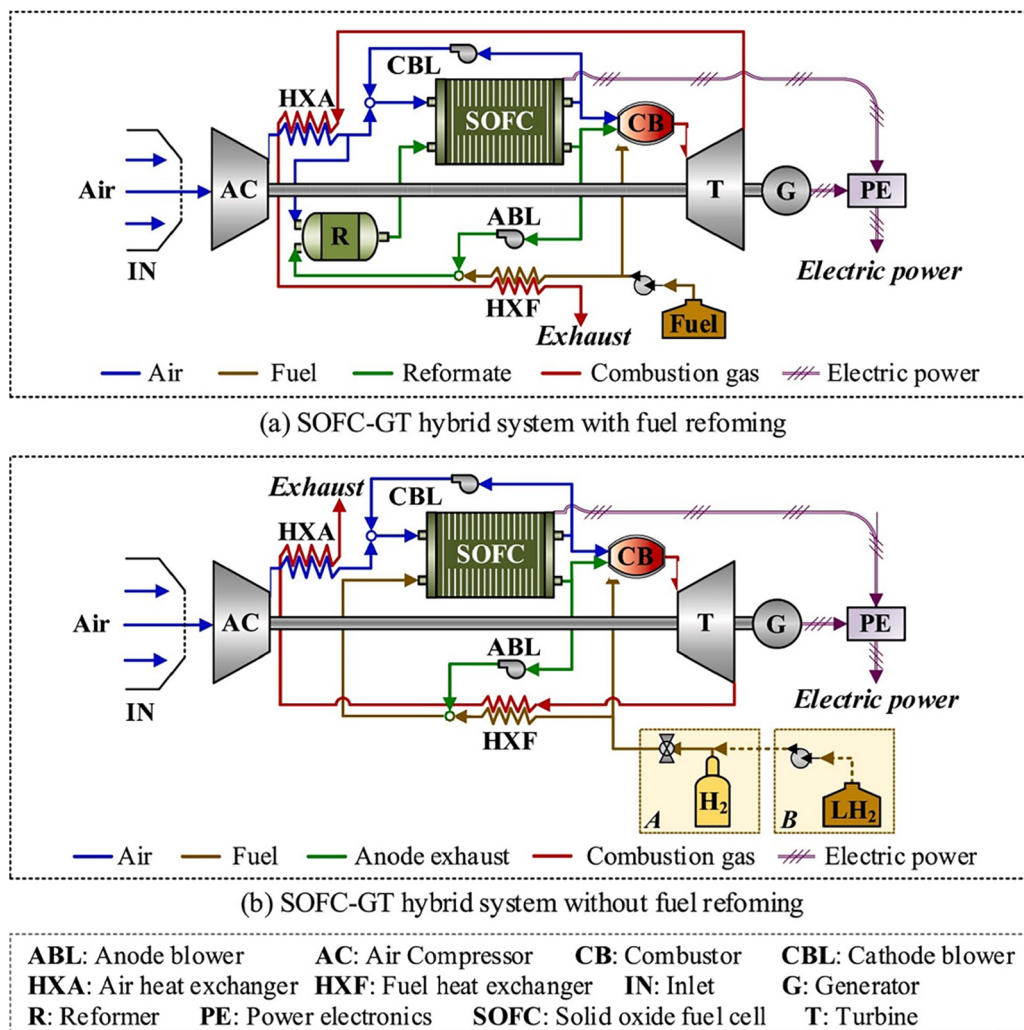 CBL
HXA
SOFC
CB
Air
AC
T
G
PE
R
ABL
IN
Electric power
HXF
Fuel
Exhaust
Air Fuel Reformate Combustion gas Electric power
(a) SOFC-GT hybrid system with fuel refoming
Exhaust
CBL
HXA
SOFC
CB
Air
AC
T
G
PE
ABL
IN
Electric power
HXF
H₂
LH₂
A
B
Air Fuel Anode exhaust Combustion gas Electric power
(b) SOFC-GT hybrid system without fuel refoming
ABL: Anode blower AC: Air Compressor CB: Combustor CBL: Cathode blower
HXA: Air heat exchanger HXF: Fuel heat exchanger IN: Inlet G: Generator
R: Reformer PE: Power electronics SOFC: Solid oxide fuel cell T: Turbine